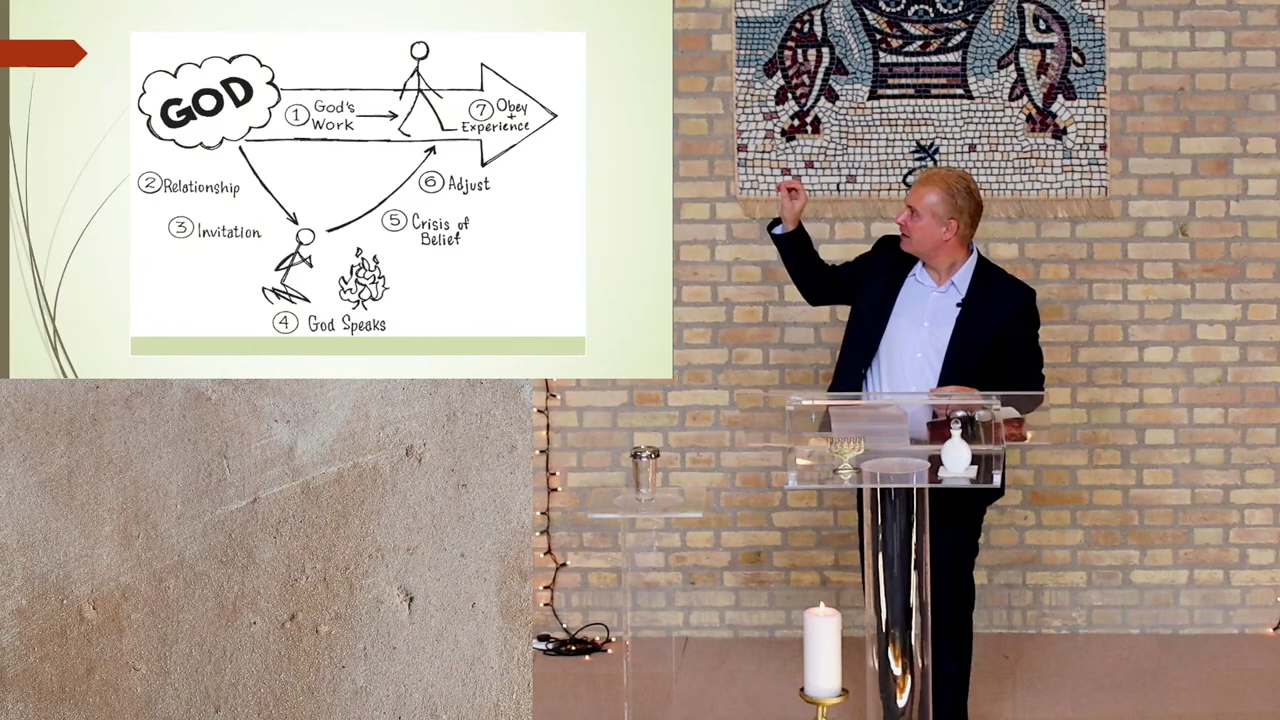 GOD
① God's
Work
⑦ Obey
+
Experience
② Relationship
③ Invitation
④ God Speaks
⑤ Crisis of
Belief
⑥ Adjust